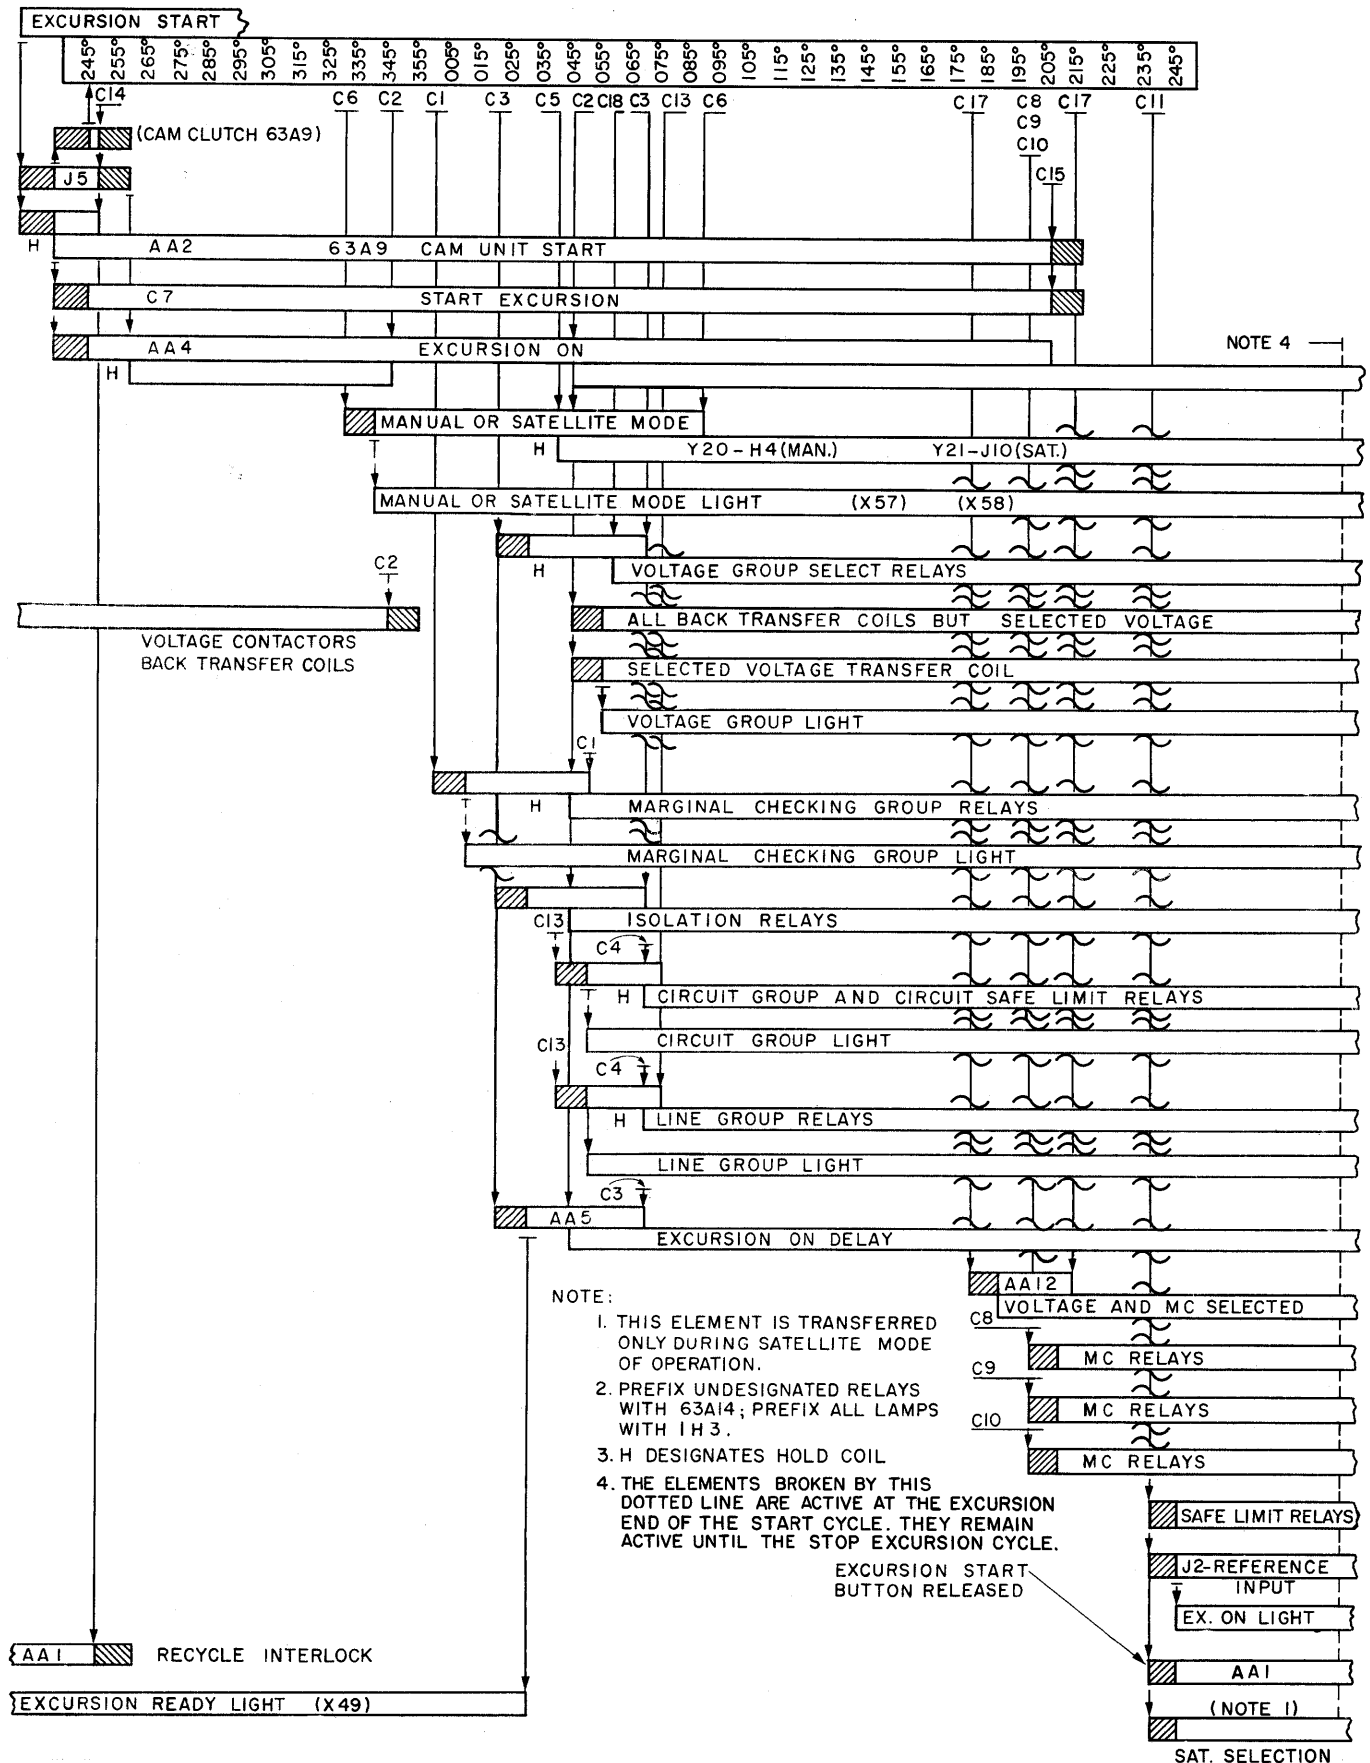 EXCURSION START
245° 255° 265° 275° 285° 295° 305° 315° 325° 335° 345° 355° 005° 015° 025° 035° 045° 055° 065° 075° 085° 095° 105° 115° 125° 135° 145° 155° 165° 175° 185° 195° 205° 215° 225° 235° 245°
C14 C6 C2 C1 C3 C5 C2 C18 C3 C13 C6 C17 C8 C17 C11
C9
C10
(CAM CLUTCH 63A9)
C15
J5
H AA2 63A9 CAM UNIT START
C7 START EXCURSION
NOTE 4
AA4 EXCURSION ON
H
MANUAL OR SATELLITE MODE
H Y20-H4(MAN.) Y21-J10(SAT.)
MANUAL OR SATELLITE MODE LIGHT (X57) (X58)
H VOLTAGE GROUP SELECT RELAYS
C2
ALL BACK TRANSFER COILS BUT SELECTED VOLTAGE
VOLTAGE CONTACTORS
BACK TRANSFER COILS
SELECTED VOLTAGE TRANSFER COIL
VOLTAGE GROUP LIGHT
C1
H MARGINAL CHECKING GROUP RELAYS
MARGINAL CHECKING GROUP LIGHT
ISOLATION RELAYS
C13
C4
H CIRCUIT GROUP AND CIRCUIT SAFE LIMIT RELAYS
CIRCUIT GROUP LIGHT
C13
C4
H LINE GROUP RELAYS
LINE GROUP LIGHT
C3
AA5
EXCURSION ON DELAY
AA12
VOLTAGE AND MC SELECTED
C8
MC RELAYS
C9
MC RELAYS
C10
MC RELAYS
NOTE:
1. THIS ELEMENT IS TRANSFERRED
ONLY DURING SATELLITE MODE
OF OPERATION.
2. PREFIX UNDESIGNATED RELAYS
WITH 63A14; PREFIX ALL LAMPS
WITH 1H3.
3. H DESIGNATES HOLD COIL
4. THE ELEMENTS BROKEN BY THIS
DOTTED LINE ARE ACTIVE AT THE EXCURSION
END OF THE START CYCLE. THEY REMAIN
ACTIVE UNTIL THE STOP EXCURSION CYCLE.
SAFE LIMIT RELAYS
J2-REFERENCE
INPUT
EXCURSION START
BUTTON RELEASED
EX. ON LIGHT
AA1 RECYCLE INTERLOCK
AA1
EXCURSION READY LIGHT (X49)
(NOTE 1)
SAT. SELECTION